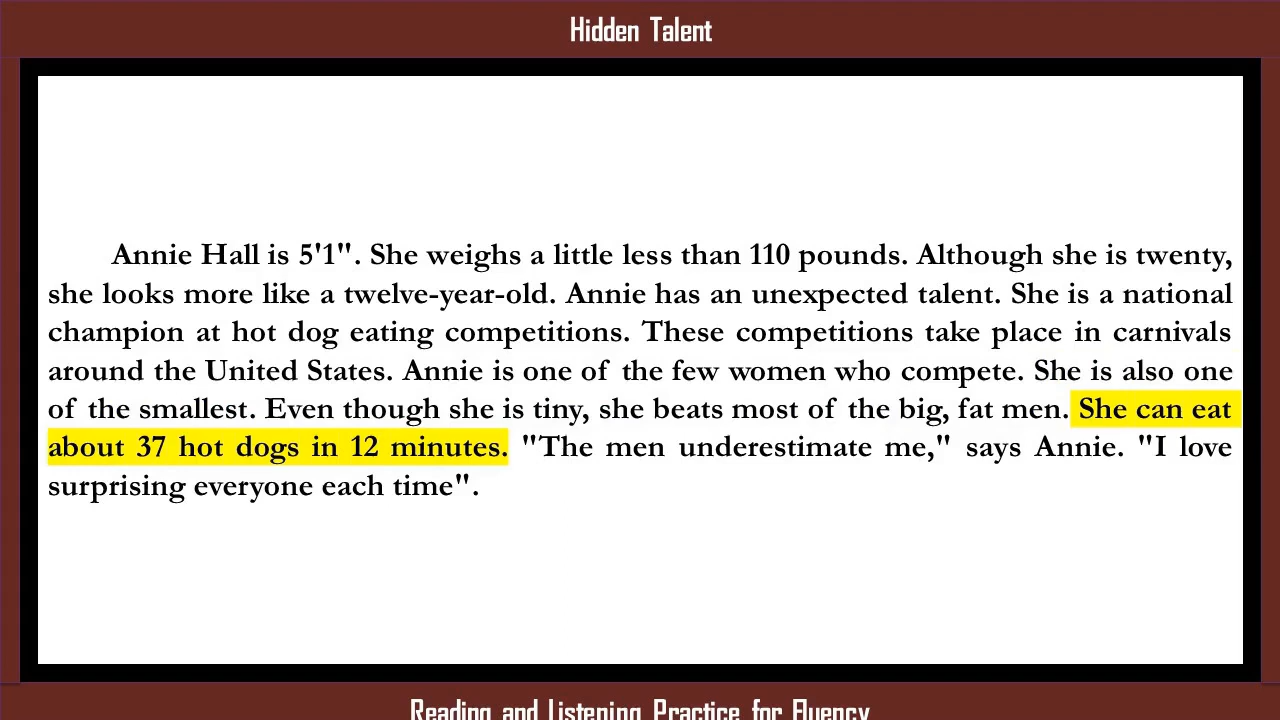 Hidden Talent
Annie Hall is 5'1". She weighs a little less than 110 pounds. Although she is twenty,
she looks more like a twelve-year-old. Annie has an unexpected talent. She is a national
champion at hot dog eating competitions. These competitions take place in carnivals
around the United States. Annie is one of the few women who compete. She is also one
of the smallest. Even though she is tiny, she beats most of the big, fat men. She can eat
about 37 hot dogs in 12 minutes. "The men underestimate me," says Annie. "I love
surprising everyone each time".
Reading and Listening Practice for Fluency